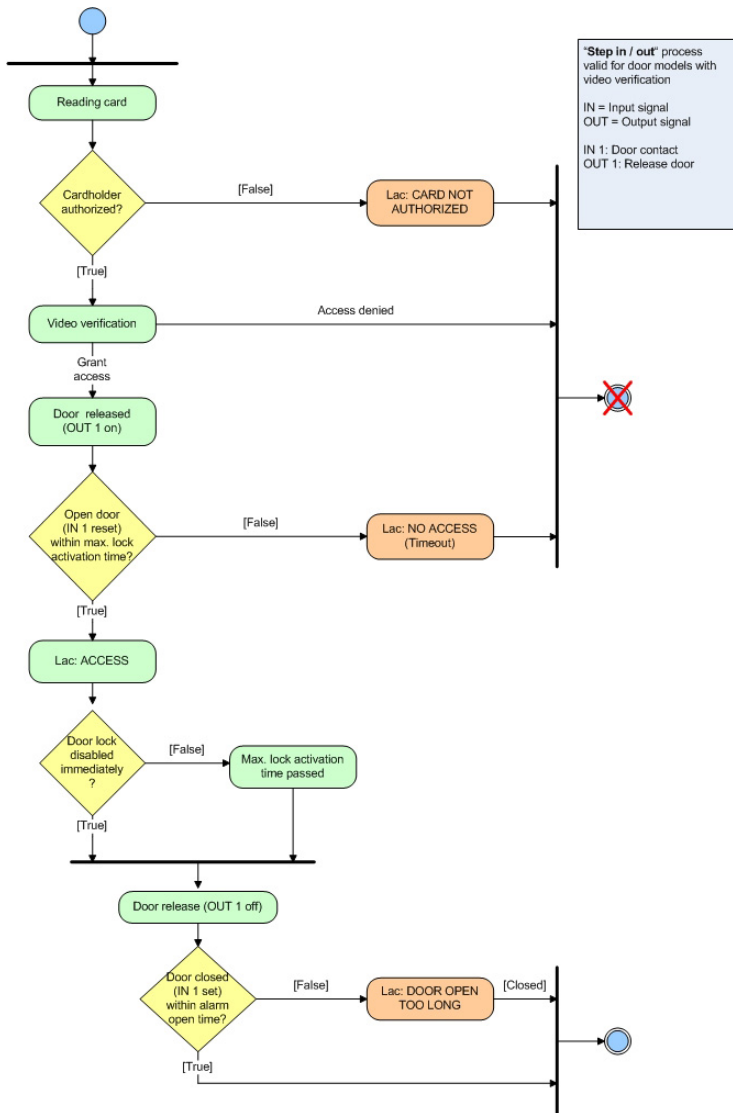 "Step in / out" process
valid for door models with
video verification
IN = Input signal
OUT = Output signal
IN 1: Door contact
OUT 1: Release door
Reading card
Cardholder
authorized?
[False]
Lac: CARD NOT
AUTHORIZED
[True]
Video verification
Access denied
Grant
access
Door released
(OUT 1 on)
Open door
(IN 1 reset)
within max. lock
activation time?
[False]
Lac: NO ACCESS
(Timeout)
[True]
Lac: ACCESS
Door lock
disabled
immediately
?
[False]
Max. lock activation
time passed
[True]
Door release (OUT 1 off)
Door closed
(IN 1 set)
within alarm
open time?
[False]
Lac: DOOR OPEN
TOO LONG
[Closed]
[True]